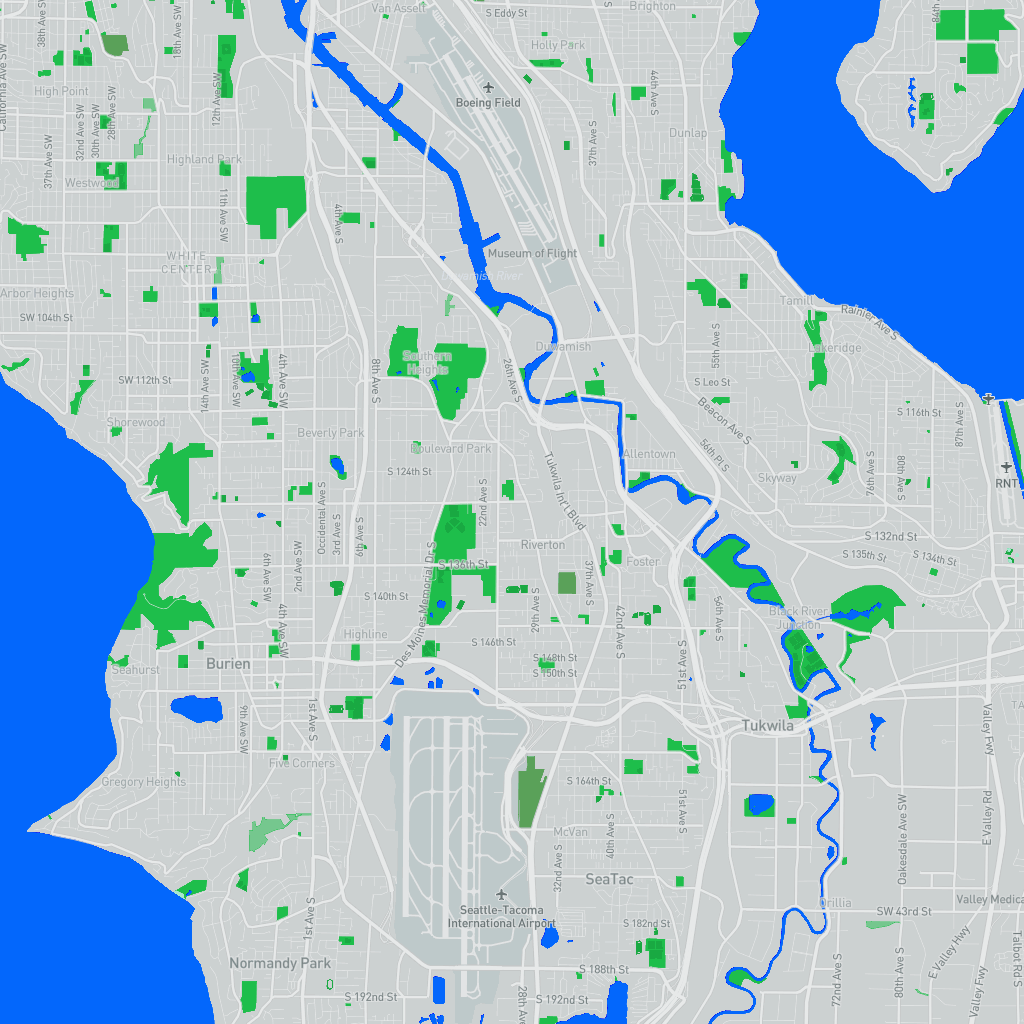 Van Assell
S Eddy St
Brighton
38th Ave SW
18th Ave SW
84th
California Ave SW
Holly Park
High Point
12th Ave SW
46th Ave S
Boeing Field
32nd Ave SW
30th Ave SW
28th Ave SW
37th Ave SW
37th Ave S
Dunlap
Highland Park
Westwood
11th Ave SW
4th Ave S
Museum of Flight
WHITE
CENTER
Arbor Heights
Tamill
Rainier Ave S
SW 104th St
Duwamish
Lakeridge
Southern
Heights
55th Ave S
10th Ave SW
4th Ave SW
8th Ave S
26th Ave S
14th Ave SW
SW 112th St
S Leo St
Beacon Ave S
S 116th St
87th Ave S
Shorewood
Beverly Park
Boulevard Park
56th Pl S
Allentown
S 124th St
Skyway
76th Ave S
80th Ave S
RNT
Tukwila Int'l Blvd
22nd Ave S
Occidental Ave S
3rd Ave S
6th Ave S
S 132nd St
S 135th St
S 134th St
Riverton
Foster
2nd Ave SW
6th Ave SW
S 136th St
37th Ave S
S 140th St
29th Ave S
42nd Ave S
56th Ave S
4th Ave SW
Des Moines Memorial Dr S
Black River
Junction
Highline
S 146th St
51st Ave S
S 148th St
S 150th St
Seahurst
Burien
9th Ave SW
1st Ave S
Tukwila
Valley Fwy
Five Corners
Gregory Heights
S 164th St
51st Ave S
Oakesdale Ave SW
E Valley Rd
McVan
40th Ave S
32nd Ave S
SeaTac
Seattle-Tacoma
International Airport
1st Ave S
S 182nd St
Orillia
SW 43rd St
Valley Medica
E Valley Hwy
Talbot Rd S
Normandy Park
S 188th St
72nd Ave S
80th Ave S
Valley Fwy
S 192nd St
28th Ave
S 192nd St